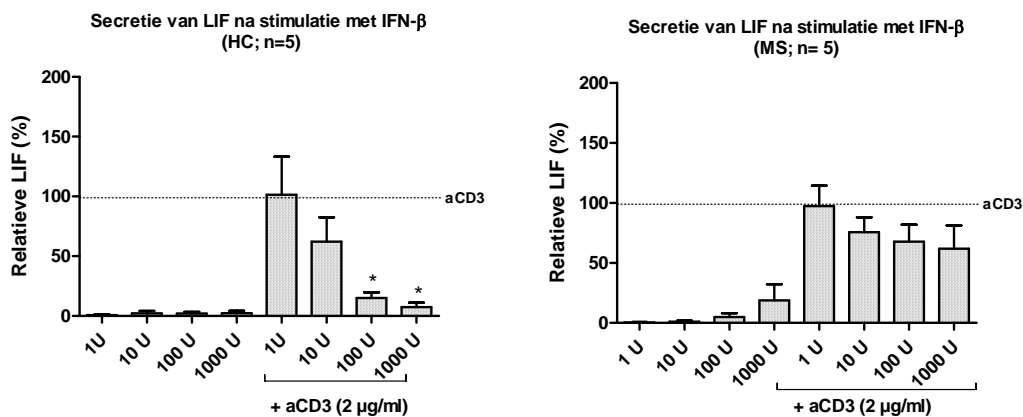 Secretie van LIF na stimulatie met IFN-β
(HC; n=5)
Relatieve LIF (%)
200
150
100
50
0
aCD3
*
*
1U
10 U
100 U
1000 U
1U
10 U
100 U
1000 U
+ aCD3 (2 µg/ml)
Secretie van LIF na stimulatie met IFN-β
(MS; n= 5)
Relatieve LIF (%)
200
150
100
50
0
aCD3
1 U
10 U
100 U
1000 U
1 U
10 U
100 U
1000 U
+ aCD3 (2 µg/ml)